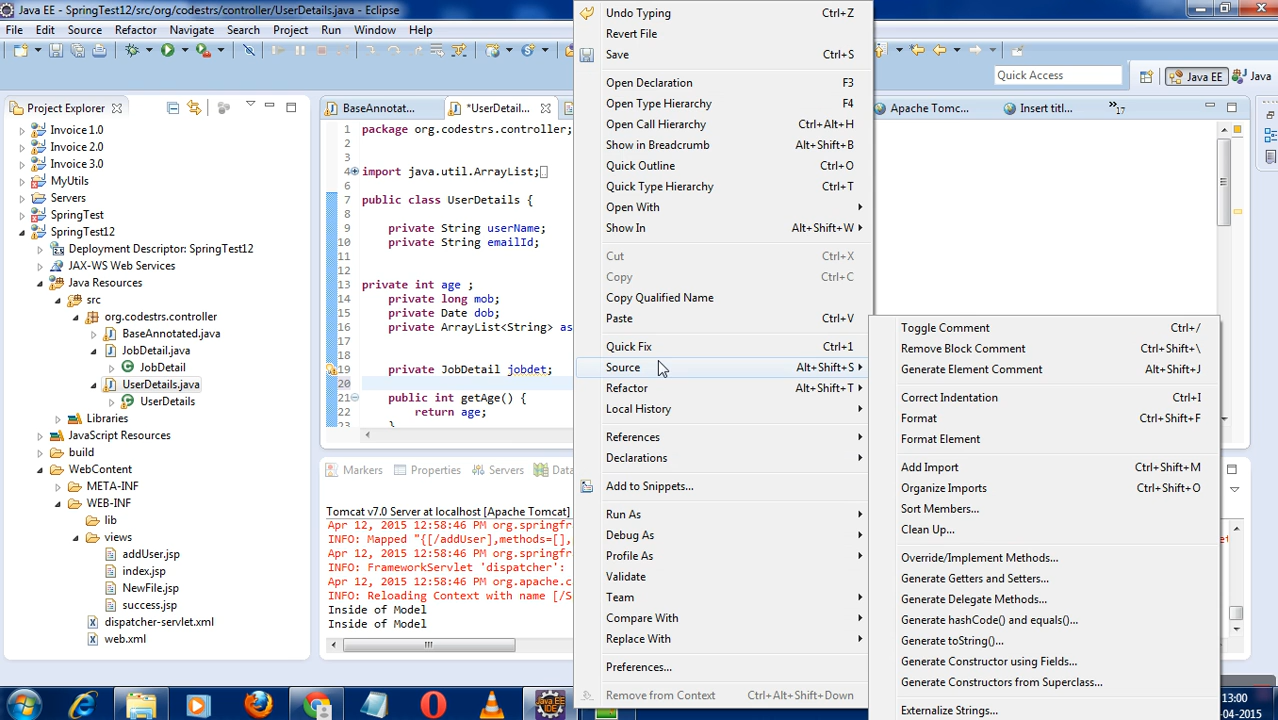 Java EE - SpringTest12/src/org/codestrs/controller/UserDetails.java - Eclipse
File Edit Source Refactor Navigate Search Project Run Window Help
Quick Access
Java EE
Java
Project Explorer
Invoice 1.0
Invoice 2.0
Invoice 3.0
MyUtils
Servers
SpringTest
SpringTest12
Deployment Descriptor: SpringTest12
JAX-WS Web Services
Java Resources
src
org.codestrs.controller
BaseAnnotated.java
JobDetail.java
JobDetail
UserDetails.java
UserDetails
Libraries
JavaScript Resources
build
WebContent
META-INF
WEB-INF
lib
views
addUser.jsp
index.jsp
NewFile.jsp
success.jsp
dispatcher-servlet.xml
web.xml
BaseAnnotat... *UserDetail... Apache Tomc... Insert titl... »17
1 package org.codestrs.controller;
2
3
4 import java.util.ArrayList;
6
7 public class UserDetails {
8
9 private String userName;
10 private String emailId;
11
12
13 private int age ;
14 private long mob;
15 private Date dob;
16 private ArrayList<String> as
17
18
19 private JobDetail jobdet;
20
21 public int getAge() {
22 return age;
23 }
Markers Properties Servers Data
Tomcat v7.0 Server at localhost [Apache Tomcat]
Apr 12, 2015 12:58:46 PM org.springfr
INFO: Mapped "{[/addUser],methods=[],
Apr 12, 2015 12:58:46 PM org.springfr
INFO: FrameworkServlet 'dispatcher':
Apr 12, 2015 12:58:46 PM org.apache.c
INFO: Reloading Context with name [/S
Inside of Model
Inside of Model
Undo Typing Ctrl+Z
Revert File
Save Ctrl+S
Open Declaration F3
Open Type Hierarchy F4
Open Call Hierarchy Ctrl+Alt+H
Show in Breadcrumb Alt+Shift+B
Quick Outline Ctrl+O
Quick Type Hierarchy Ctrl+T
Open With
Show In Alt+Shift+W
Cut Ctrl+X
Copy Ctrl+C
Copy Qualified Name
Paste Ctrl+V
Quick Fix Ctrl+1
Source Alt+Shift+S
Refactor Alt+Shift+T
Local History
References
Declarations
Add to Snippets...
Run As
Debug As
Profile As
Validate
Team
Compare With
Replace With
Preferences...
Remove from Context Ctrl+Alt+Shift+Down
Toggle Comment Ctrl+/
Remove Block Comment Ctrl+Shift+\
Generate Element Comment Alt+Shift+J
Correct Indentation Ctrl+I
Format Ctrl+Shift+F
Format Element
Add Import Ctrl+Shift+M
Organize Imports Ctrl+Shift+O
Sort Members...
Clean Up...
Override/Implement Methods...
Generate Getters and Setters...
Generate Delegate Methods...
Generate hashCode() and equals()...
Generate toString()...
Generate Constructor using Fields...
Generate Constructors from Superclass...
Externalize Strings...
Java EE
IDE
13:00
-04-2015